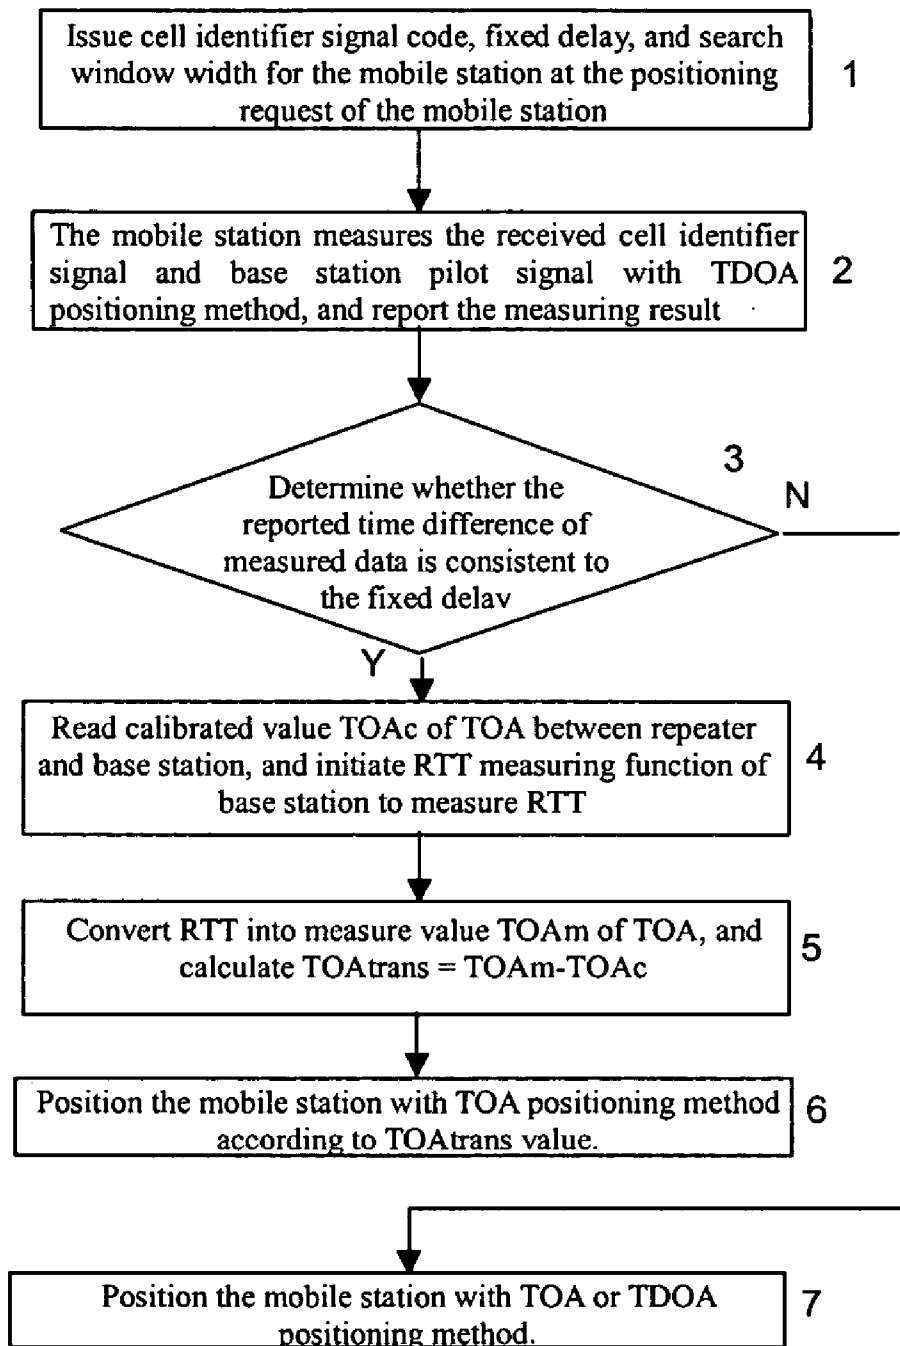 Issue cell identifier signal code, fixed delay, and search
window width for the mobile station at the positioning
request of the mobile station
1
The mobile station measures the received cell identifier
signal and base station pilot signal with TDOA
positioning method, and report the measuring result
2
3
N
Determine whether the
reported time difference of
measured data is consistent to
the fixed delay
Y
Read calibrated value TOAc of TOA between repeater
and base station, and initiate RTT measuring function of
base station to measure RTT
4
Convert RTT into measure value TOAm of TOA, and
calculate TOAtrans = TOAm-TOAc
5
Position the mobile station with TOA positioning method
according to TOAtrans value.
6
Position the mobile station with TOA or TDOA
positioning method.
7